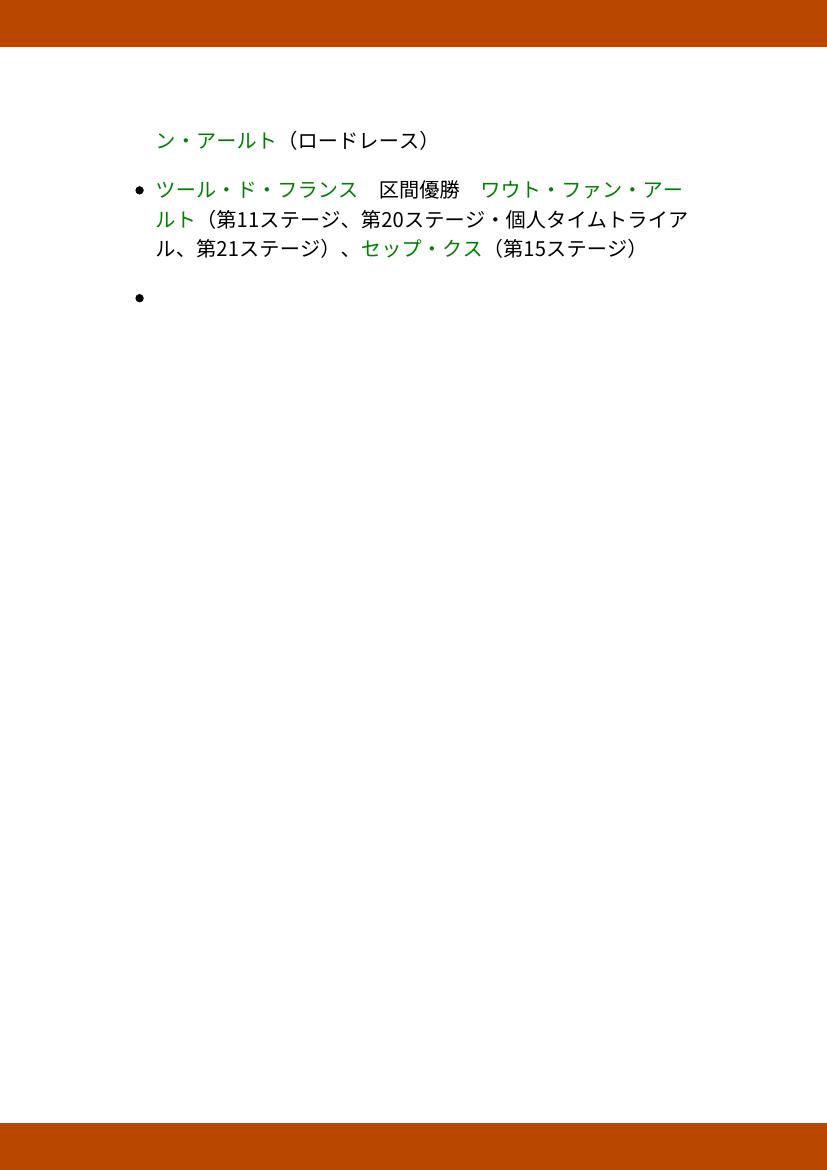 ン・アールト（ロードレース）
● ツール・ド・フランス　区間優勝　ワウト・ファン・アー
ルト（第11ステージ、第20ステージ・個人タイムトライア
ル、第21ステージ）、セップ・クス（第15ステージ）
●